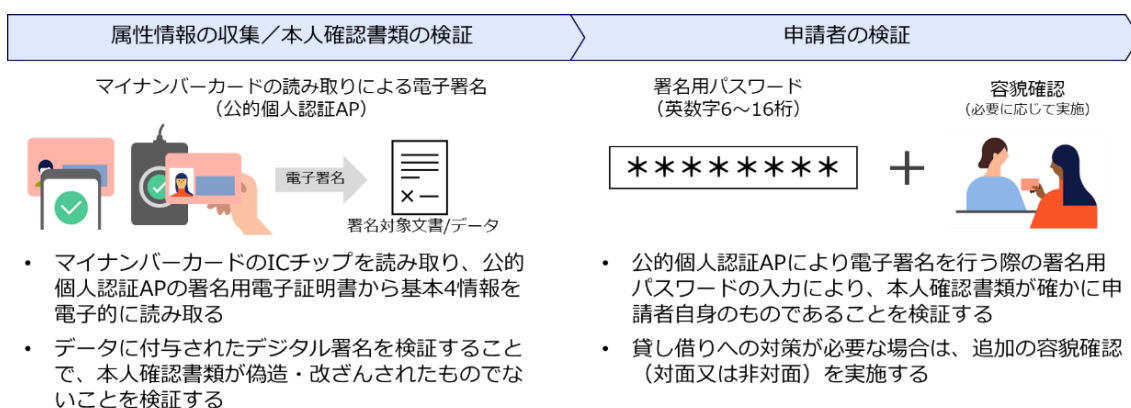 属性情報の収集／本人確認書類の検証
申請者の検証
マイナンバーカードの読み取りによる電子署名
（公的個人認証AP）
電子署名
署名対象文書/データ
署名用パスワード
（英数字6～16桁）
********
+
容貌確認
（必要に応じて実施）
• マイナンバーカードのICチップを読み取り、公的
個人認証APの署名用電子証明書から基本4情報を
電子的に読み取る
• データに付与されたデジタル署名を検証すること
で、本人確認書類が偽造・改ざんされたものでな
いことを検証する
• 公的個人認証APにより電子署名を行う際の署名用
パスワードの入力により、本人確認書類が確かに申
請者自身のものであることを検証する
• 貸し借りへの対策が必要な場合は、追加の容貌確認
（対面又は非対面）を実施する